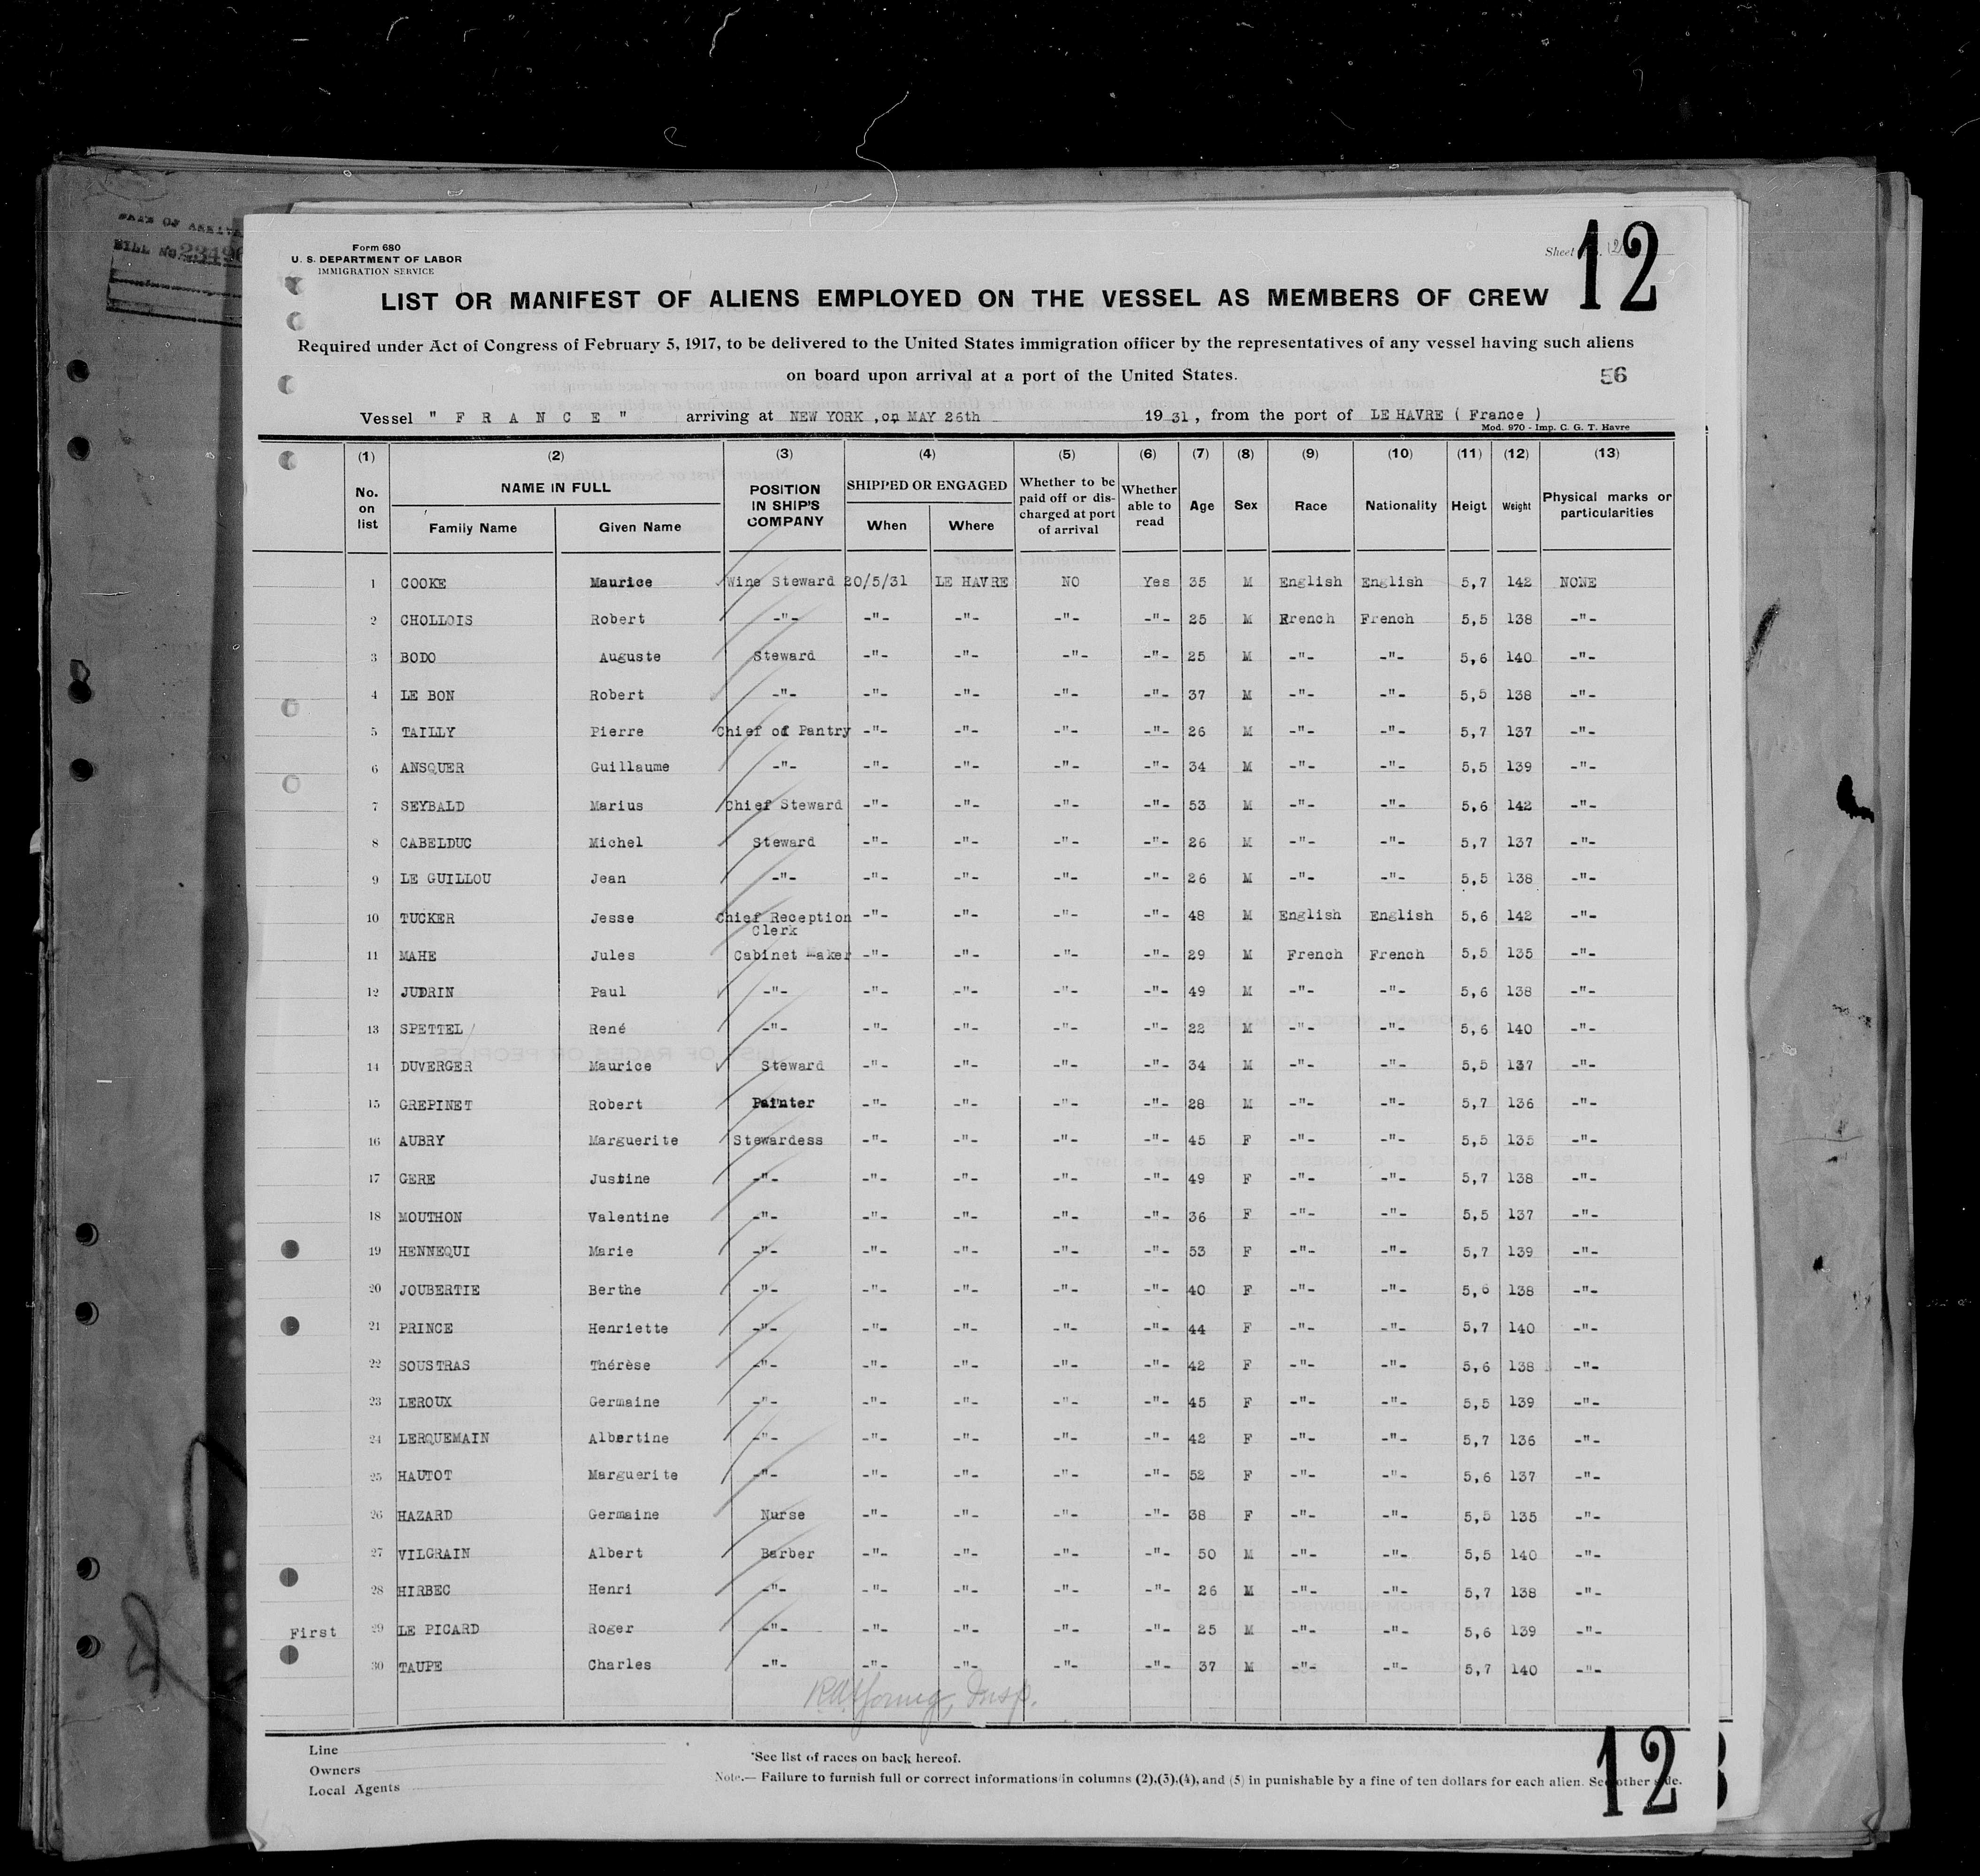 DATE OF
BILL NO. 23496
Form 680
U. S. DEPARTMENT OF LABOR
IMMIGRATION SERVICE
Sheet
12
LIST OR MANIFEST OF ALIENS EMPLOYED ON THE VESSEL AS MEMBERS OF CREW
Required under Act of Congress of February 5, 1917, to be delivered to the United States immigration officer by the representatives of any vessel having such aliens
on board upon arrival at a port of the United States.
56
Vessel " F R A N C E " arriving at NEW YORK , on MAY 26th 19 31, from the port of LE HAVRE ( France )
Mod. 970 - Imp. C. G. T. Havre
(1) (2) (3) (4) (5) (6) (7) (8) (9) (10) (11) (12) (13)
No. on list NAME IN FULL Family Name Given Name POSITION IN SHIP'S COMPANY SHIPPED OR ENGAGED When Where Whether to be paid off or discharged at port of arrival Whether able to read Age Sex Race Nationality Heigt Weight Physical marks or particularities
1 COOKE Maurice Wine Steward 20/5/31 LE HAVRE NO Yes 35 M English English 5,7 142 NONE
2 CHOLLOIS Robert -"- -"- -"- -"- -"- 25 M French French 5,5 138 -"-
3 BODO Auguste Steward -"- -"- -"- -"- 25 M -"- -"- 5,6 140 -"-
4 LE BON Robert -"- -"- -"- -"- -"- 37 M -"- -"- 5,5 138 -"-
5 TAILLY Pierre Chief of Pantry -"- -"- -"- -"- 26 M -"- -"- 5,7 137 -"-
6 ANSQUER Guillaume -"- -"- -"- -"- -"- 34 M -"- -"- 5,5 139 -"-
7 SEYBALD Marius Chief Steward -"- -"- -"- -"- 53 M -"- -"- 5,6 142 -"-
8 CABELDUC Michel Steward -"- -"- -"- -"- 26 M -"- -"- 5,7 137 -"-
9 LE GUILLOU Jean -"- -"- -"- -"- -"- 26 M -"- -"- 5,5 138 -"-
10 TUCKER Jesse Chief Reception Clerk -"- -"- -"- -"- 48 M English English 5,6 142 -"-
11 MAHE Jules Cabinet Maker -"- -"- -"- -"- 29 M French French 5,5 135 -"-
12 JUDRIN Paul -"- -"- -"- -"- -"- 49 M -"- -"- 5,6 138 -"-
13 SPETTEL René -"- -"- -"- -"- -"- 22 M -"- -"- 5,6 140 -"-
14 DUVERGER Maurice Steward -"- -"- -"- -"- 34 M -"- -"- 5,5 137 -"-
15 GREPINET Robert Painter -"- -"- -"- -"- 28 M -"- -"- 5,7 136 -"-
16 AUBRY Marguerite Stewardess -"- -"- -"- -"- 45 F -"- -"- 5,5 135 -"-
17 GERE Justine -"- -"- -"- -"- -"- 49 F -"- -"- 5,7 138 -"-
18 MOUTHON Valentine -"- -"- -"- -"- -"- 36 F -"- -"- 5,5 137 -"-
19 HENNEQUI Marie -"- -"- -"- -"- -"- 53 F -"- -"- 5,7 139 -"-
20 JOUBERTIE Berthe -"- -"- -"- -"- -"- 40 F -"- -"- 5,6 138 -"-
21 PRINCE Henriette -"- -"- -"- -"- -"- 44 F -"- -"- 5,7 140 -"-
22 SOUSTRAS Thérèse -"- -"- -"- -"- -"- 42 F -"- -"- 5,6 138 -"-
23 LEROUX Germaine -"- -"- -"- -"- -"- 45 F -"- -"- 5,5 139 -"-
24 LERQUEMAIN Albertine -"- -"- -"- -"- -"- 42 F -"- -"- 5,7 136 -"-
25 HAUTOT Marguerite -"- -"- -"- -"- -"- 52 F -"- -"- 5,6 137 -"-
26 HAZARD Germaine Nurse -"- -"- -"- -"- 38 F -"- -"- 5,5 135 -"-
27 VILGRAIN Albert Barber -"- -"- -"- -"- 50 M -"- -"- 5,5 140 -"-
28 HIRBEC Henri -"- -"- -"- -"- -"- 26 M -"- -"- 5,7 138 -"-
First 29 LE PICARD Roger -"- -"- -"- -"- -"- 25 M -"- -"- 5,6 139 -"-
30 TAUPE Charles -"- -"- -"- -"- -"- 37 M -"- -"- 5,7 140 -"-
Young, Insp.
Line
Owners
Local Agents
*See list of races on back hereof.
Note.— Failure to furnish full or correct informations in columns (2),(3),(4), and (5) in punishable by a fine of ten dollars for each alien. See other side.
12